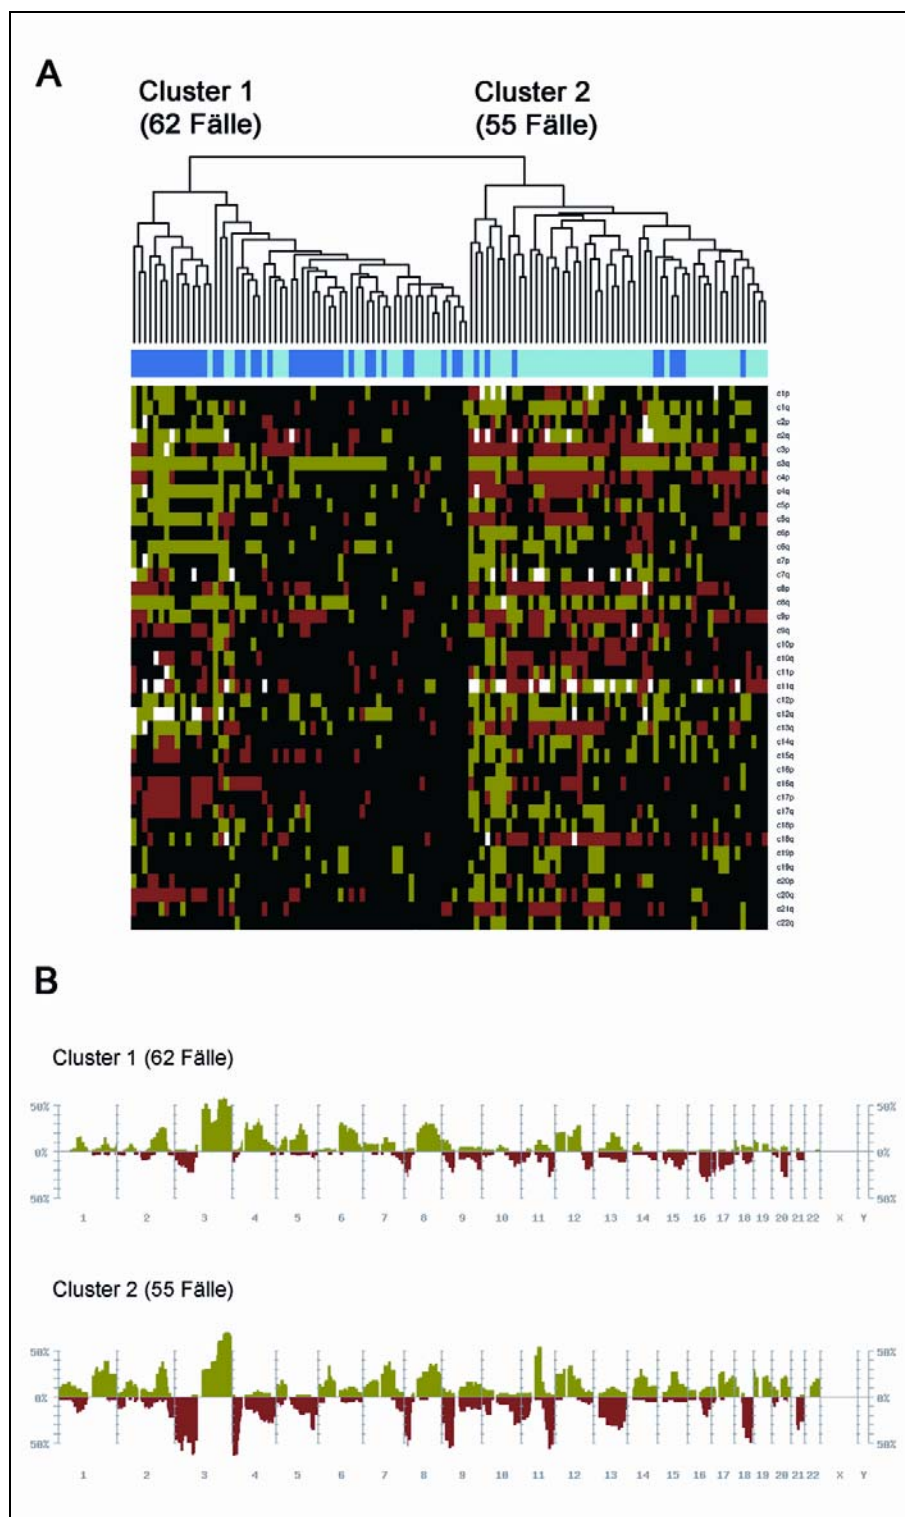 A
Cluster 1
(62 Fälle)
Cluster 2
(55 Fälle)
c1p
c1q
c2p
c2q
c3p
c3q
c4p
c4q
c5p
c5q
c6p
c6q
c7p
c7q
c8p
c8q
c9p
c9q
c10p
c10q
c11p
c11q
c12p
c12q
c13q
c14q
c15q
c16p
c16q
c17p
c17q
c18p
c18q
c19p
c19q
c20p
c20q
c21q
c22q
B
Cluster 1 (62 Fälle)
50% 50%
0% 0%
50% 50%
1 2 3 4 5 6 7 8 9 10 11 12 13 14 15 16 17 18 19 20 21 22 X Y
Cluster 2 (55 Fälle)
50% 50%
0% 0%
50% 50%
1 2 3 4 5 6 7 8 9 10 11 12 13 14 15 16 17 18 19 20 21 22 X Y